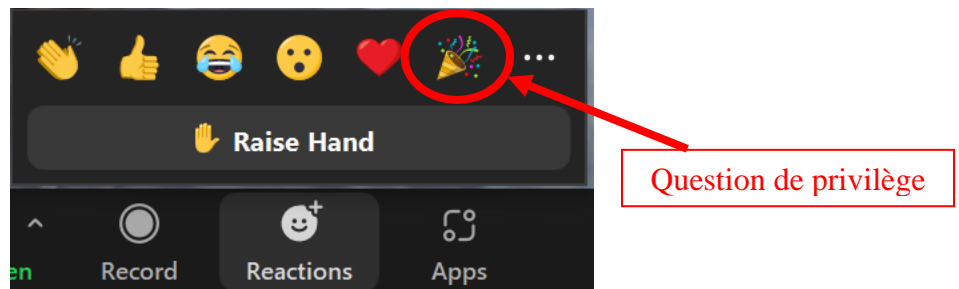 Raise Hand
Question de privilège
en
Record
Reactions
Apps